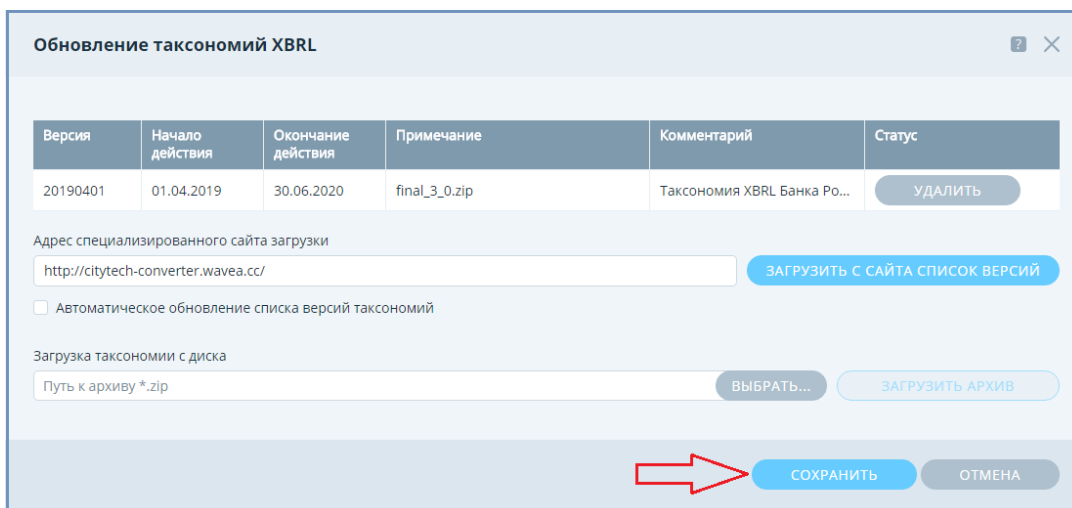 Обновление таксономий XBRL
?
Версия Начало действия Окончание действия Примечание Комментарий Статус
20190401 01.04.2019 30.06.2020 final_3_0.zip Таксономия XBRL Банка Ро... УДАЛИТЬ
Адрес специализированного сайта загрузки
http://citytech-converter.wavea.cc/ ЗАГРУЗИТЬ С САЙТА СПИСОК ВЕРСИЙ
Автоматическое обновление списка версий таксономий
Загрузка таксономии с диска
Путь к архиву *.zip ВЫБРАТЬ... ЗАГРУЗИТЬ АРХИВ
СОХРАНИТЬ ОТМЕНА